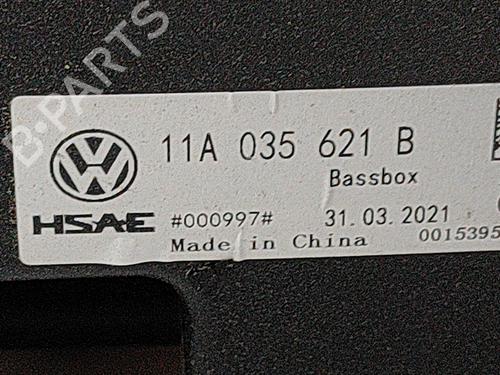 B-PARTS
11A 035 621 B
Bassbox
HSAE #000997# 31.03.2021
Made in China 0015395